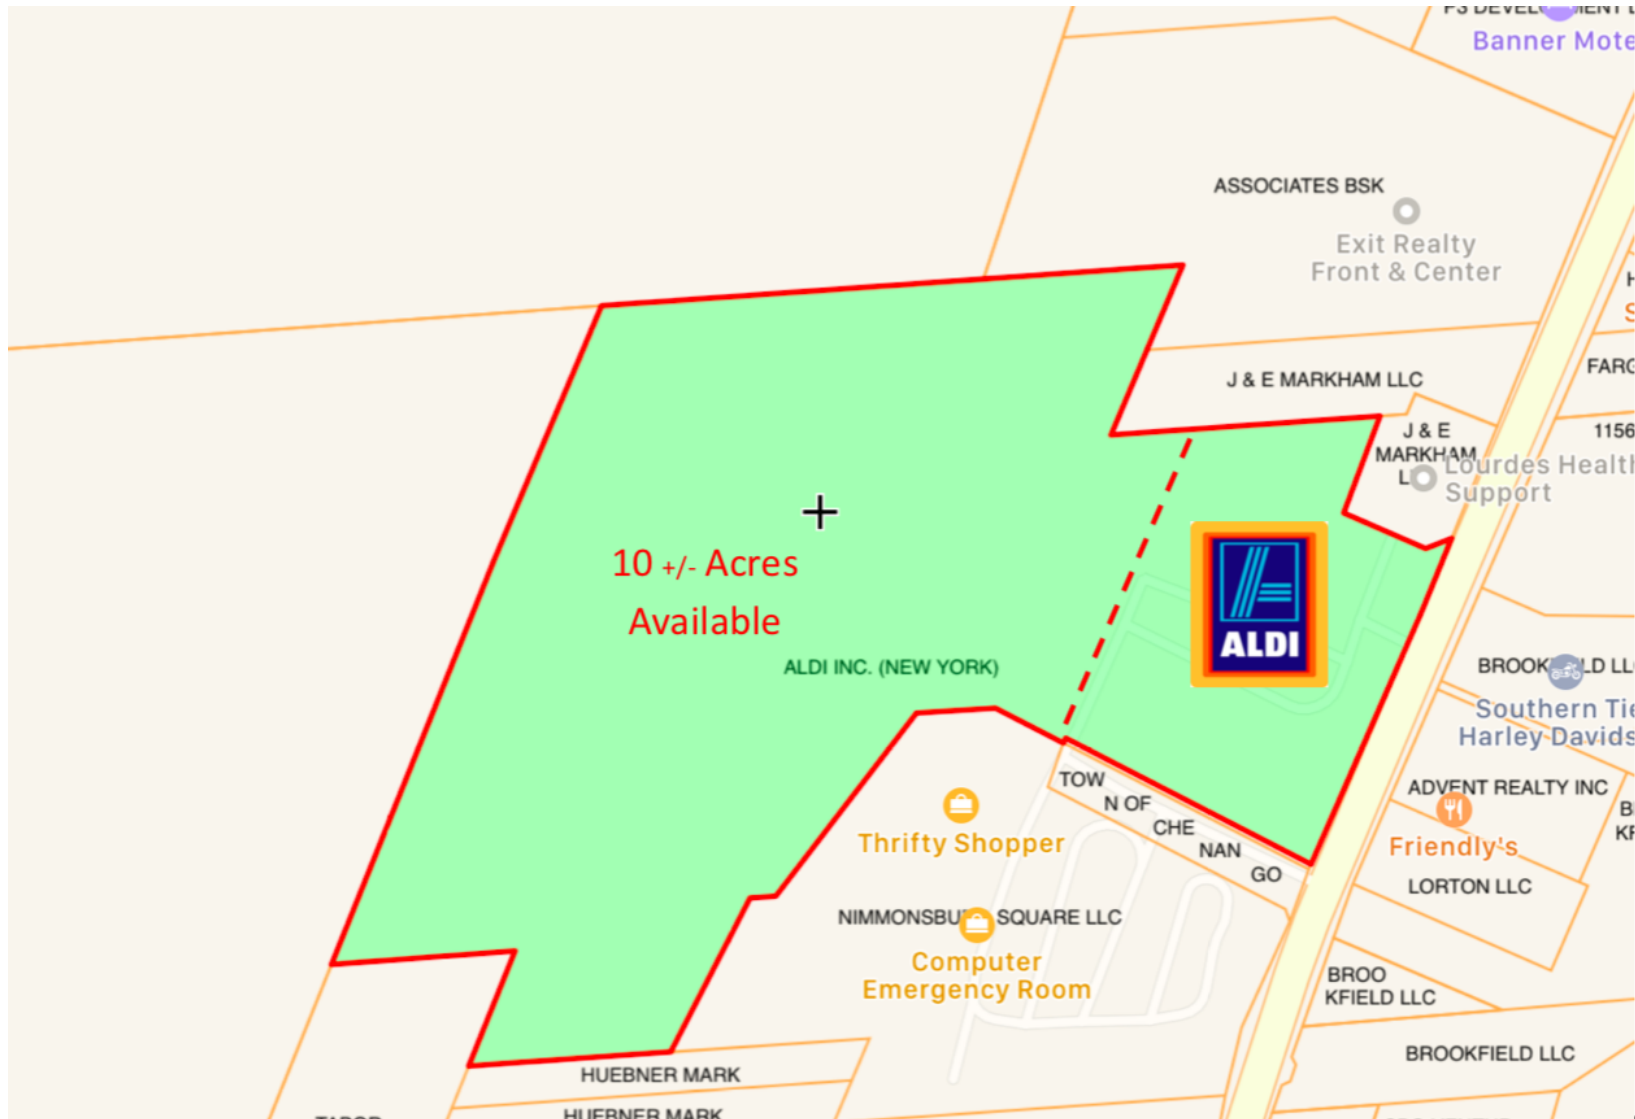 Banner Mote
ASSOCIATES BSK
Exit Realty
Front & Center
J & E MARKHAM LLC
FARG
J & E
MARKHAM
1156
Lourdes Health
Support
10 +/- Acres
Available
ALDI
ALDI INC. (NEW YORK)
Southern Tie
Harley Davids
TOW
N OF
CHE
NAN
GO
ADVENT REALTY INC
Thrifty Shopper
Friendly's
LORTON LLC
NIMMONSBU SQUARE LLC
Computer
Emergency Room
BROO
KFIELD LLC
BROOKFIELD LLC
HUEBNER MARK
HUEBNER MARK